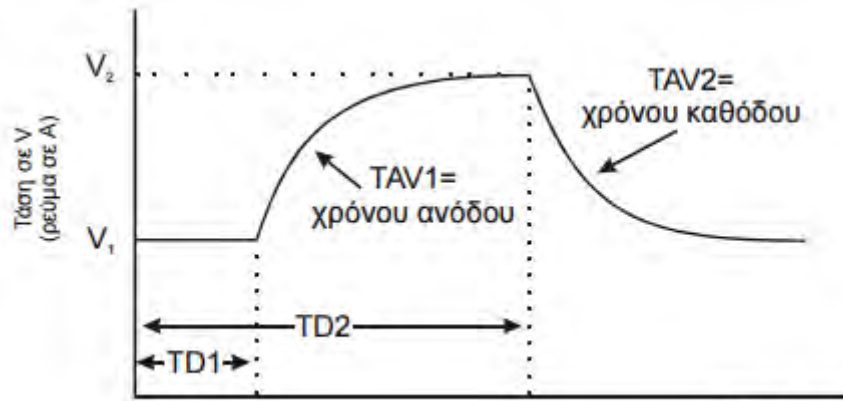 Τάση σε V
(ρεύμα σε Α)
V₂
V₁
TAV1=
χρόνου ανόδου
TAV2=
χρόνου καθόδου
TD2
TD1